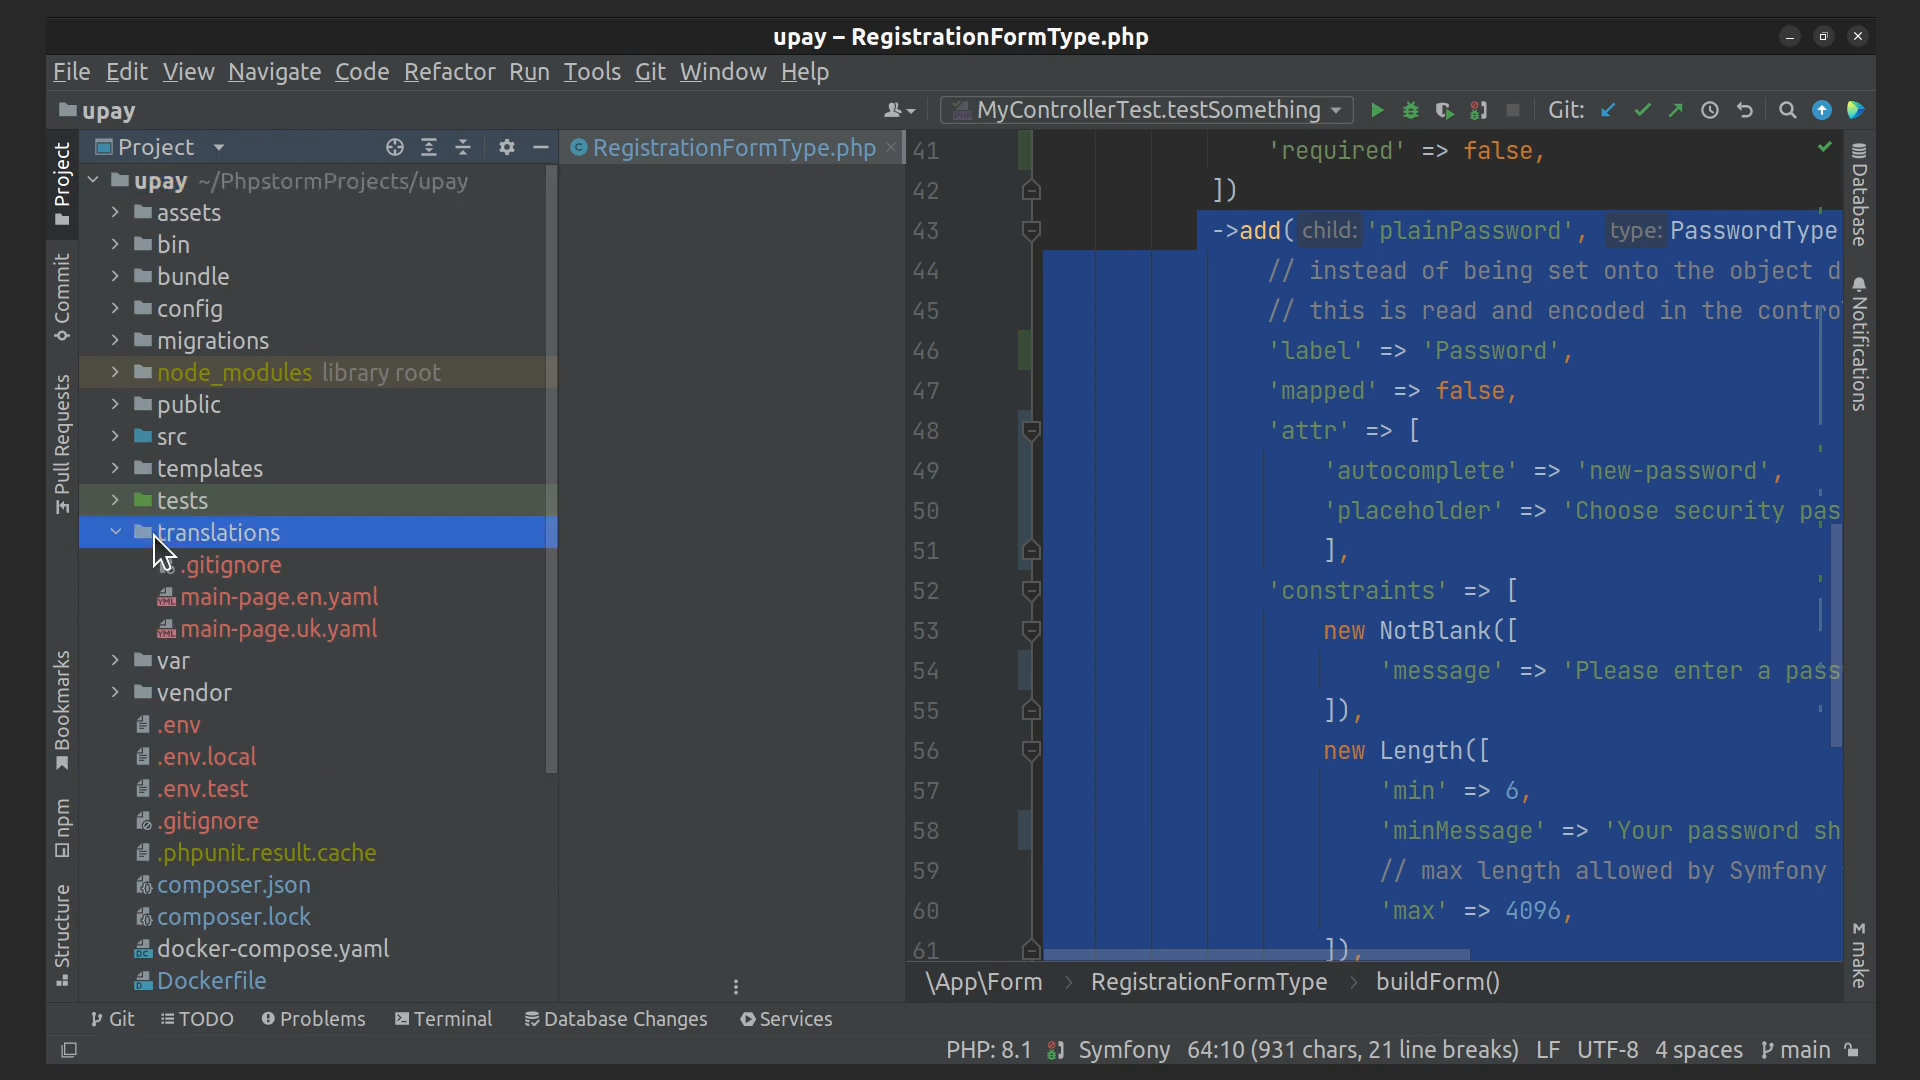 upay – RegistrationFormType.php
File Edit View Navigate Code Refactor Run Tools Git Window Help
upay
MyControllerTest.testSomething
Git:
Project
RegistrationFormType.php
upay ~/PhpstormProjects/upay
assets
bin
bundle
config
migrations
node_modules library root
public
src
templates
tests
translations
.gitignore
main-page.en.yaml
main-page.uk.yaml
var
vendor
.env
.env.local
.env.test
.gitignore
.phpunit.result.cache
composer.json
composer.lock
docker-compose.yaml
Dockerfile
Project
Commit
Pull Requests
Bookmarks
npm
Structure
41 'required' => false,
42 ])
43 ->add( child: 'plainPassword', type: PasswordType
44 // instead of being set onto the object d
45 // this is read and encoded in the contro
46 'label' => 'Password',
47 'mapped' => false,
48 'attr' => [
49 'autocomplete' => 'new-password',
50 'placeholder' => 'Choose security pas
51 ],
52 'constraints' => [
53 new NotBlank([
54 'message' => 'Please enter a pass
55 ]),
56 new Length([
57 'min' => 6,
58 'minMessage' => 'Your password sh
59 // max length allowed by Symfony
60 'max' => 4096,
61 ]),
Database
Notifications
make
\App\Form RegistrationFormType buildForm()
Git TODO Problems Terminal Database Changes Services
PHP: 8.1 Symfony 64:10 (931 chars, 21 line breaks) LF UTF-8 4 spaces main